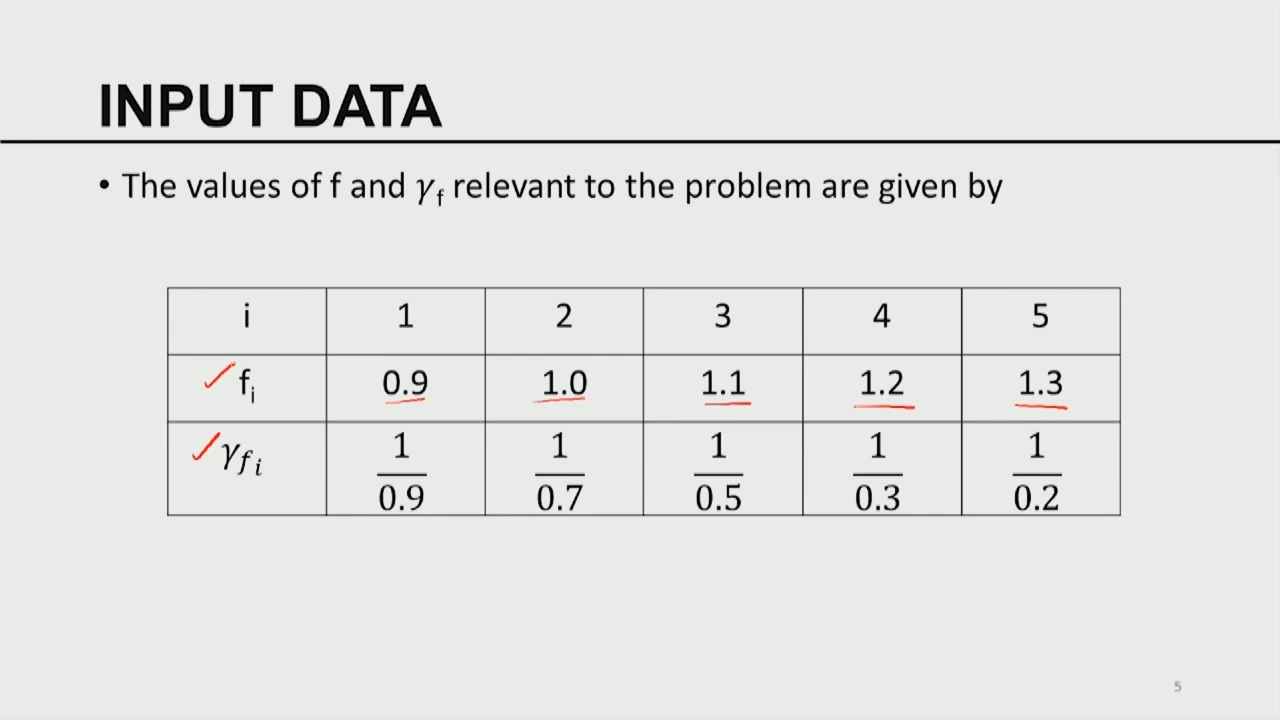 INPUT DATA
• The values of f and γf relevant to the problem are given by
i 1 2 3 4 5
fi 0.9 1.0 1.1 1.2 1.3
γfi 1/0.9 1/0.7 1/0.5 1/0.3 1/0.2
5